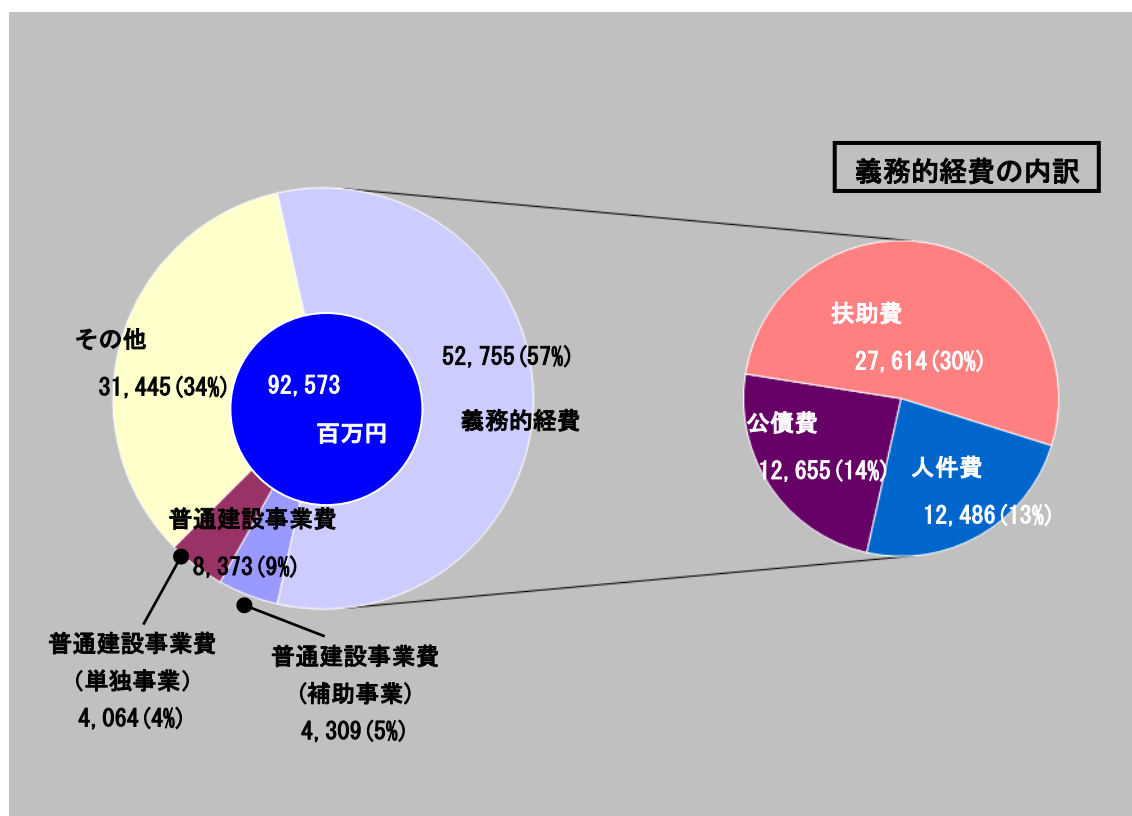 義務的経費の内訳
その他
31,445(34%)
92,573
百万円
52,755(57%)
義務的経費
扶助費
27,614(30%)
公債費
12,655(14%)
人件費
12,486(13%)
普通建設事業費
8,373(9%)
普通建設事業費
(単独事業)
4,064(4%)
普通建設事業費
(補助事業)
4,309(5%)